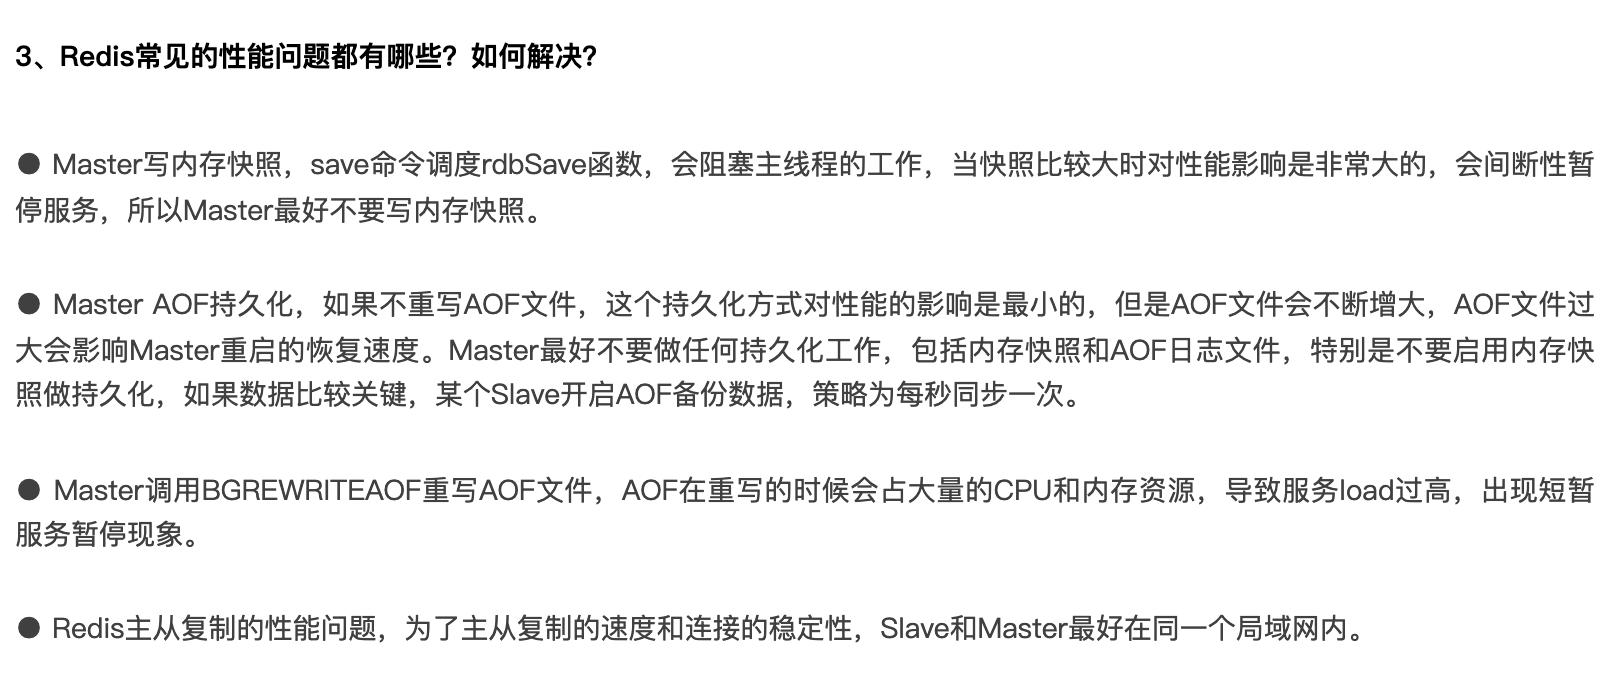 3、Redis常见的性能问题都有哪些？如何解决？
● Master写内存快照，save命令调度rdbSave函数，会阻塞主线程的工作，当快照比较大时对性能影响是非常大的，会间断性暂
停服务，所以Master最好不要写内存快照。
● Master AOF持久化，如果不重写AOF文件，这个持久化方式对性能的影响是最小的，但是AOF文件会不断增大，AOF文件过
大会影响Master重启的恢复速度。Master最好不要做任何持久化工作，包括内存快照和AOF日志文件，特别是不要启用内存快
照做持久化，如果数据比较关键，某个Slave开启AOF备份数据，策略为每秒同步一次。
● Master调用BGREWRITEAOF重写AOF文件，AOF在重写的时候会占大量的CPU和内存资源，导致服务load过高，出现短暂
服务暂停现象。
● Redis主从复制的性能问题，为了主从复制的速度和连接的稳定性，Slave和Master最好在同一个局域网内。